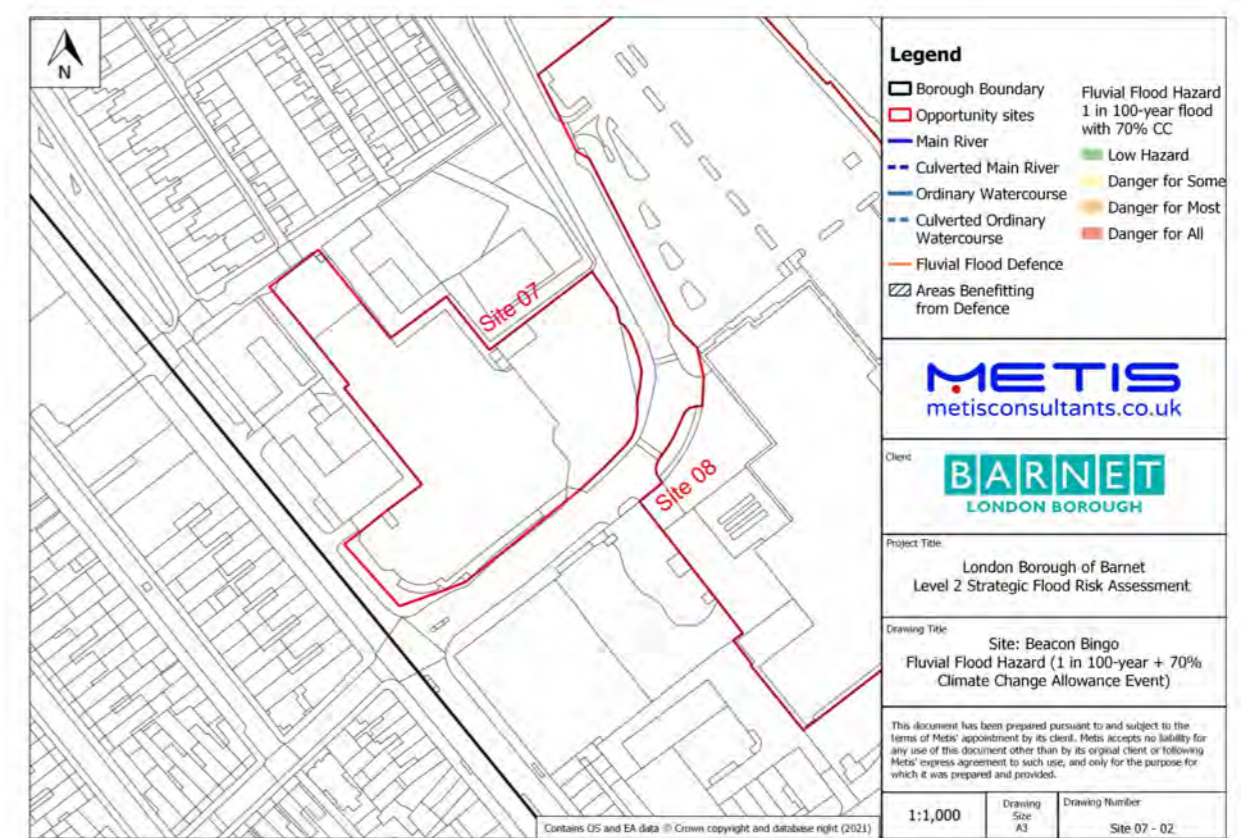 N
Site 07
Site 08
Contains OS and EA data © Crown copyright and database right (2021)
Legend
Borough Boundary
Opportunity sites
Main River
Culverted Main River
Ordinary Watercourse
Culverted Ordinary
Watercourse
Fluvial Flood Defence
Areas Benefitting
from Defence
Fluvial Flood Hazard
1 in 100-year flood
with 70% CC
Low Hazard
Danger for Some
Danger for Most
Danger for All
METIS
metisconsultants.co.uk
Client
BARNET
LONDON BOROUGH
Project Title
London Borough of Barnet
Level 2 Strategic Flood Risk Assessment
Drawing Title
Site: Beacon Bingo
Fluvial Flood Hazard (1 in 100-year + 70%
Climate Change Allowance Event)
This document has been prepared pursuant to and subject to the
terms of Metis' appointment by its client. Metis accepts no liability for
any use of this document other than by its orginal client or following
Metis' express agreement to such use, and only for the purpose for
which it was prepared and provided.
1:1,000
Drawing
Size
A3
Drawing Number
Site 07 - 02